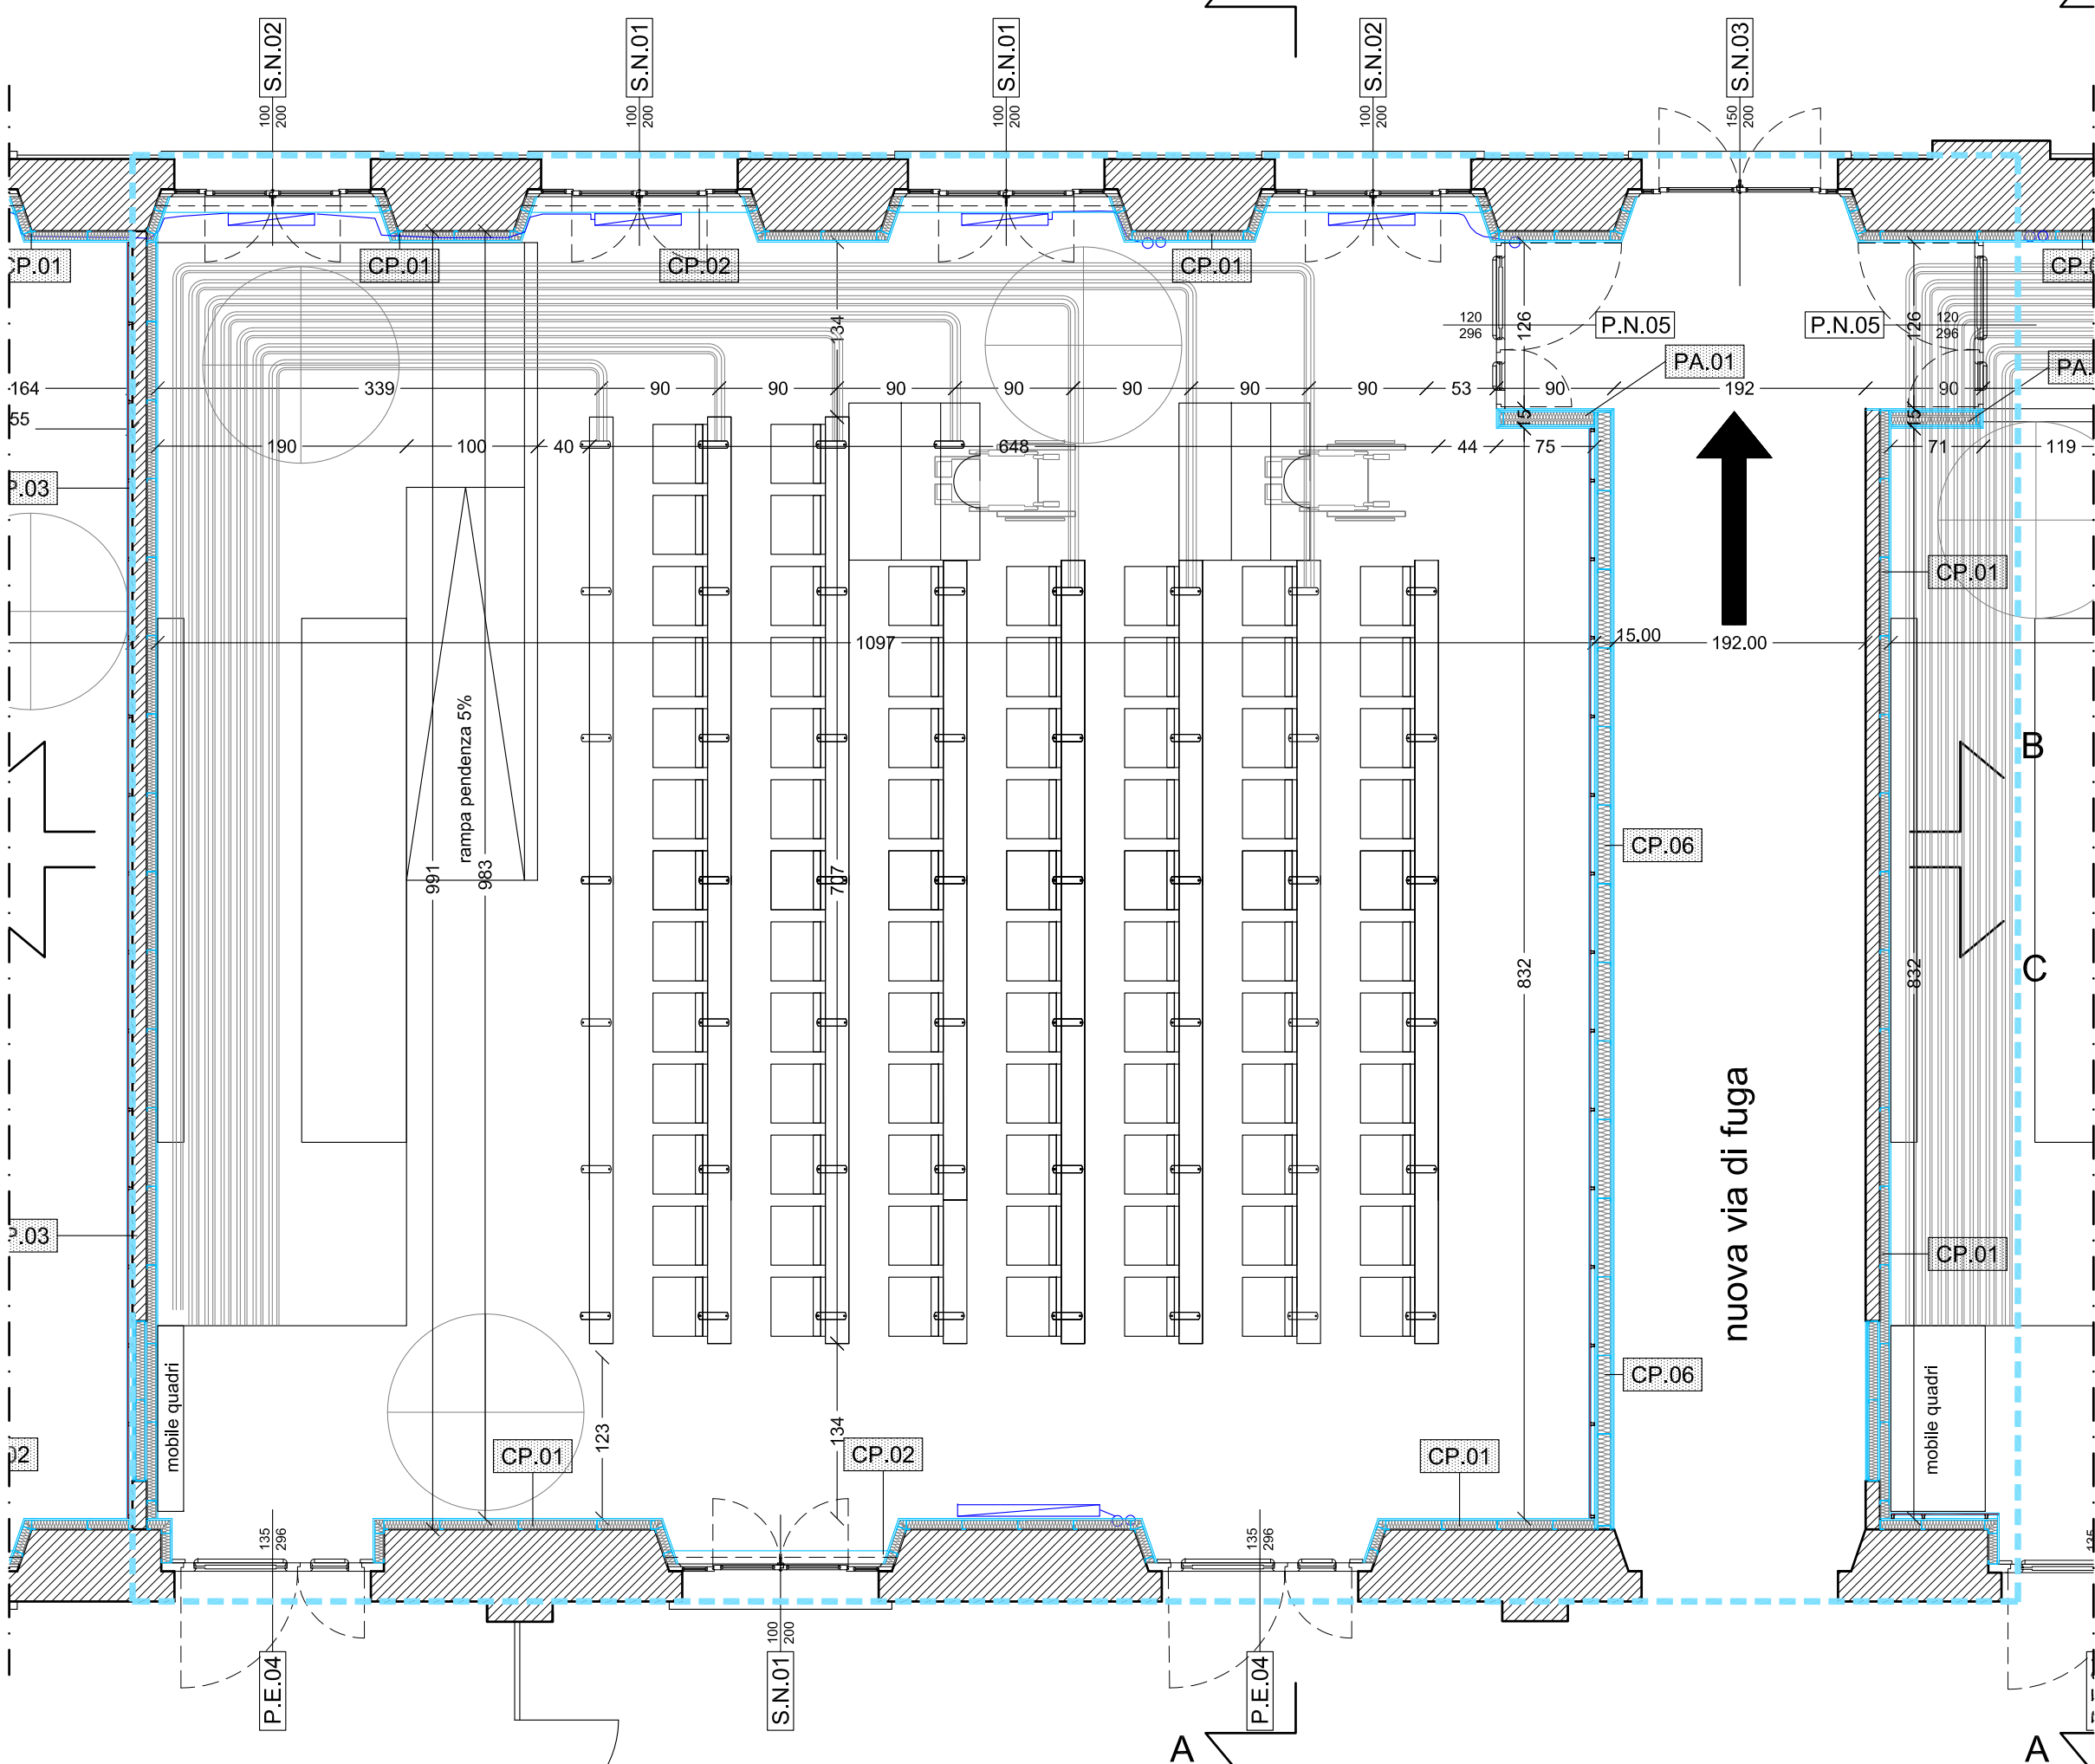 S.N.02
S.N.01
S.N.01
S.N.02
S.N.03
100
200
100
200
100
200
100
200
150
200
CP.01
CP.01
CP.02
CP.01
134
120
296
126
P.N.05
P.N.05
126
120
296
PA.01
164
339
90
90
90
90
90
90
90
53
90
192
90
55
15
15
190
100
40
648
44
75
71
119
CP.01
1097
15.00
192.00
rampa pendenza 5%
B
CP.06
991
983
707
832
832
C
nuova via di fuga
CP.01
CP.06
mobile quadri
mobile quadri
123
134
CP.01
CP.02
CP.01
135
296
135
296
135
100
200
P.E.04
S.N.01
P.E.04
A
A